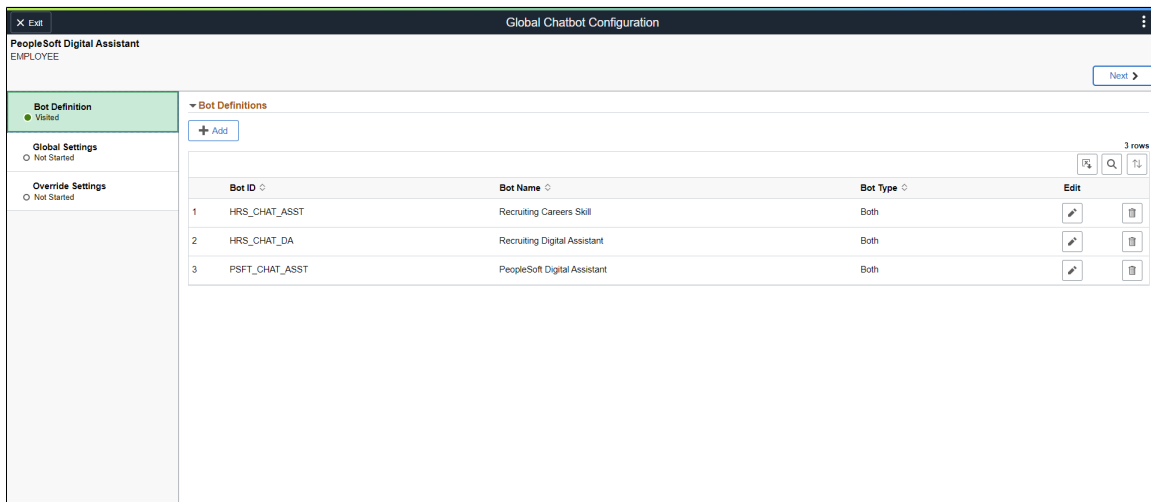 Exit
Global Chatbot Configuration
PeopleSoft Digital Assistant
EMPLOYEE
Next
Bot Definition
Visited
Global Settings
Not Started
Override Settings
Not Started
Bot Definitions
Add
3 rows
Bot ID Bot Name Bot Type Edit
1 HRS_CHAT_ASST Recruiting Careers Skill Both
2 HRS_CHAT_DA Recruiting Digital Assistant Both
3 PSFT_CHAT_ASST PeopleSoft Digital Assistant Both